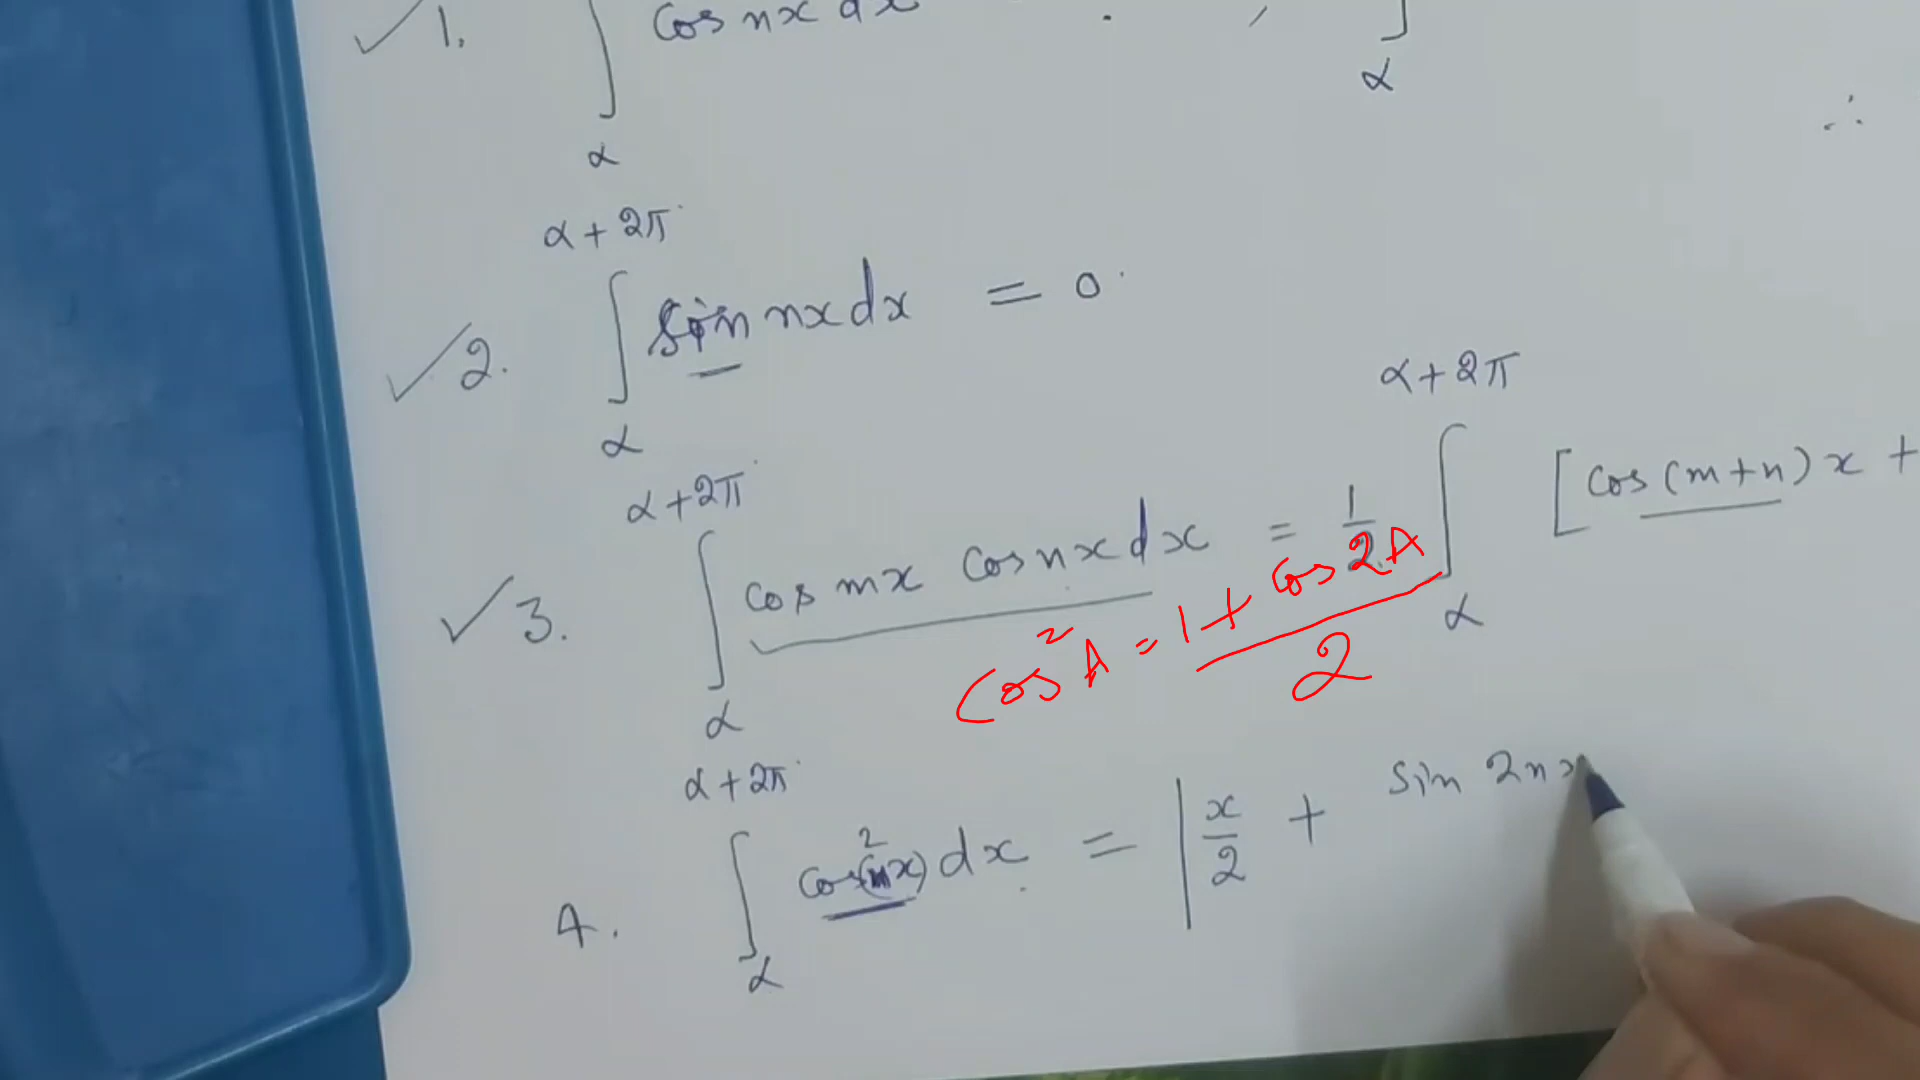 1. ∫ cos nx dx
α
α
∴
α + 2π
2. ∫ sin nx dx = 0
α
α + 2π
α + 2π
3. ∫ cos mx cos nx dx = 1/2 ∫ [cos (m+n) x +
α
α
cos² A = 1 + cos 2A / 2
α + 2π
4. ∫ cos² (nx) dx = | x/2 + sin 2nx
α